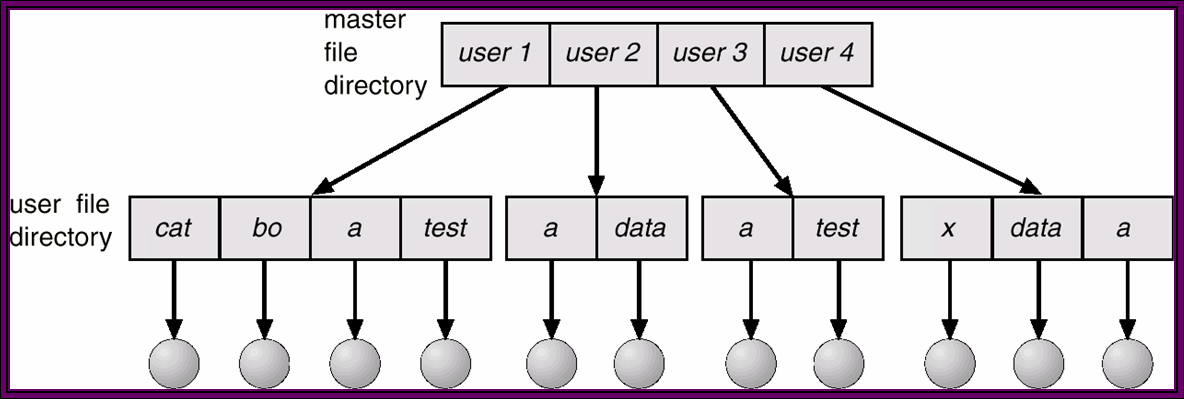 master
file
directory
user 1 user 2 user 3 user 4
user file
directory
cat bo a test a data a test x data a